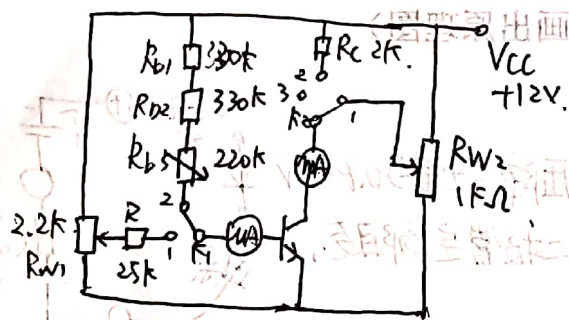 Rb1 330k
Rb2 330k
Rb3 220k
Rc 2k.
2
3
K2
1
VCC
+12V.
mA
RW2
1KΩ
2.2k
RW1
R
25k
2
1
K1
μA